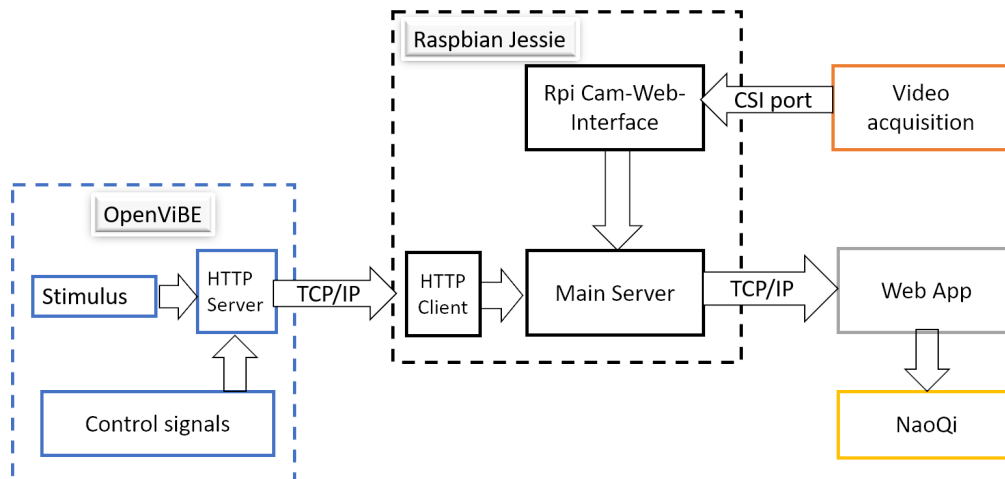 Raspbian Jessie
Rpi Cam-Web-
Interface
CSI port
Video
acquisition
OpenViBE
Stimulus
HTTP
Server
TCP/IP
HTTP
Client
Main Server
TCP/IP
Web App
Control signals
NaoQi